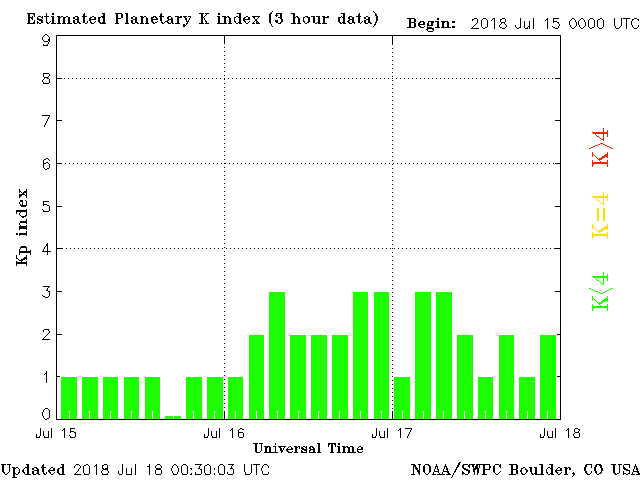 Estimated Planetary K index (3 hour data)
Begin: 2018 Jul 15 0000 UTC
9
8
7
6
5
4
3
2
1
0
Kp index
K>4
K=4
K<4
Jul 15
Jul 16
Jul 17
Jul 18
Universal Time
Updated 2018 Jul 18 00:30:03 UTC
NOAA/SWPC Boulder, CO USA